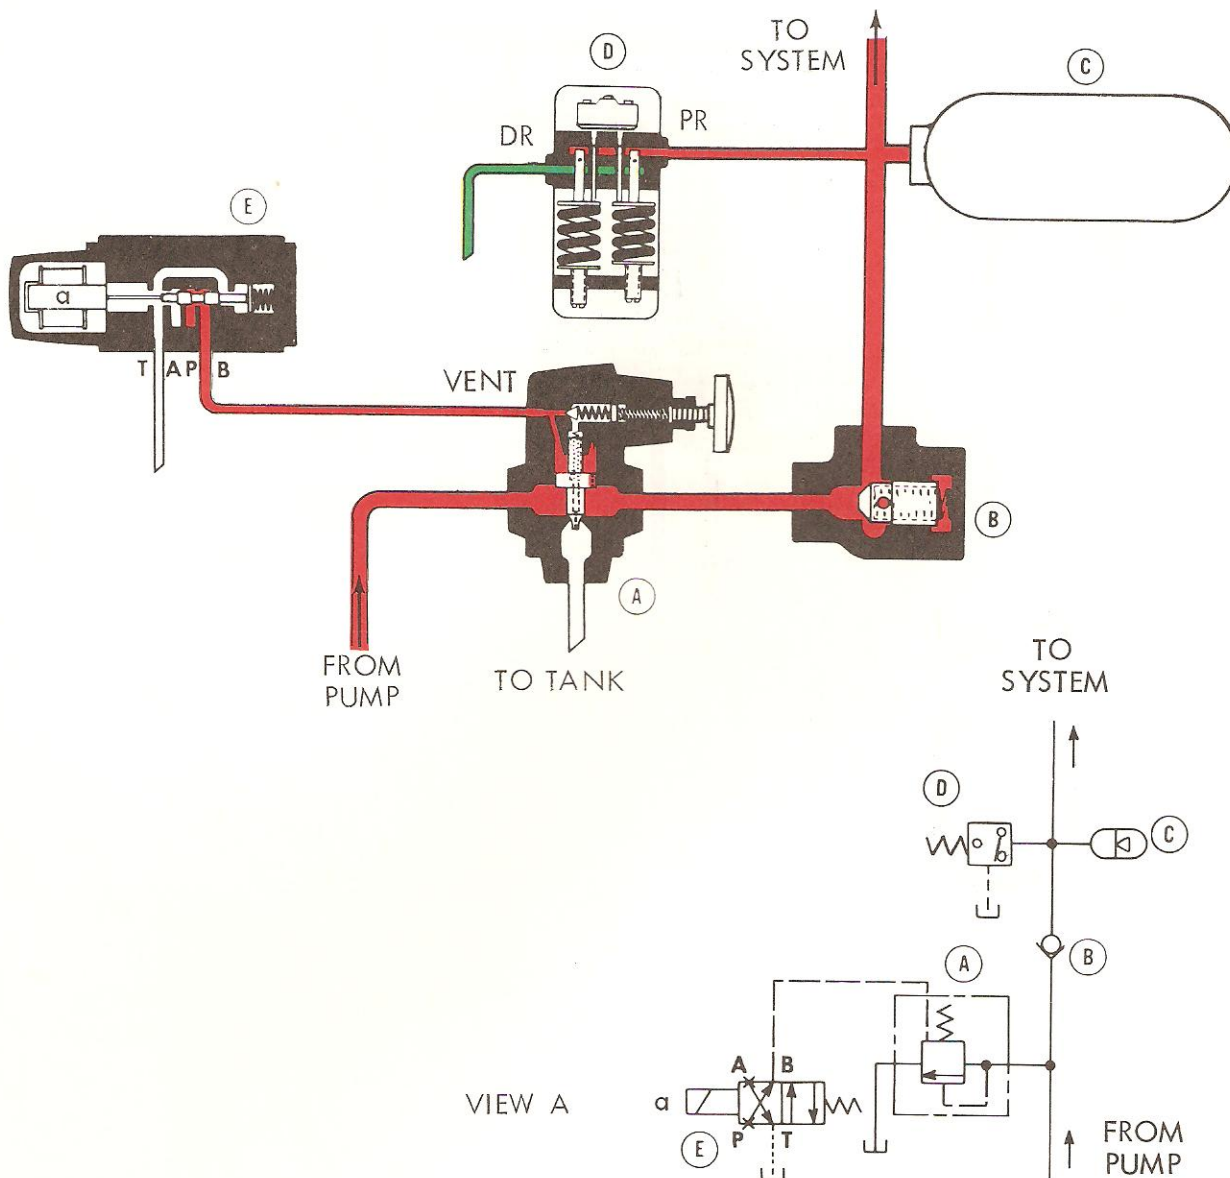 TO
SYSTEM
D
C
DR
PR
E
a
T A P B
VENT
B
A
FROM
PUMP
TO TANK
TO
SYSTEM
D
C
A
B
A B
VIEW A
a
P T
E
FROM
PUMP